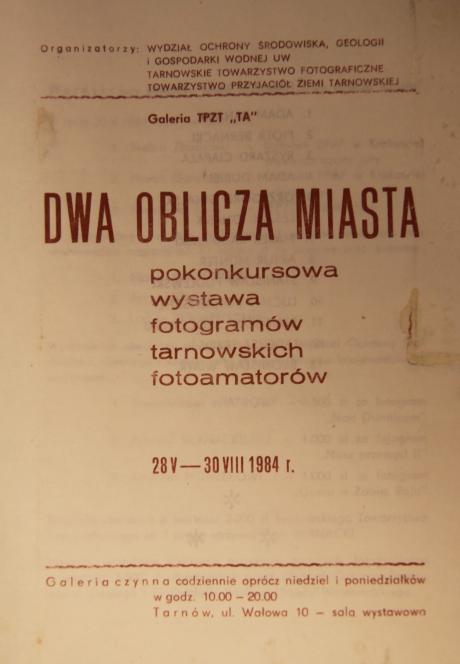 Organizatorzy: WYDZIAŁ OCHRONY ŚRODOWISKA, GEOLOGII
i GOSPODARKI WODNEJ UW
TARNOWSKIE TOWARZYSTWO FOTOGRAFICZNE
TOWARZYSTWO PRZYJACIÓŁ ZIEMI TARNOWSKIEJ
Galeria TPZT „TA"
DWA OBLICZA MIASTA
pokonkursowa
wystawa
fotogramów
tarnowskich
fotoamatorów
28 V — 30 VIII 1984 r.
Galeria czynna codziennie oprócz niedziel i poniedziałków
w godz. 10.00 – 20.00
Tarnów, ul. Wałowa 10 – sala wystawowa